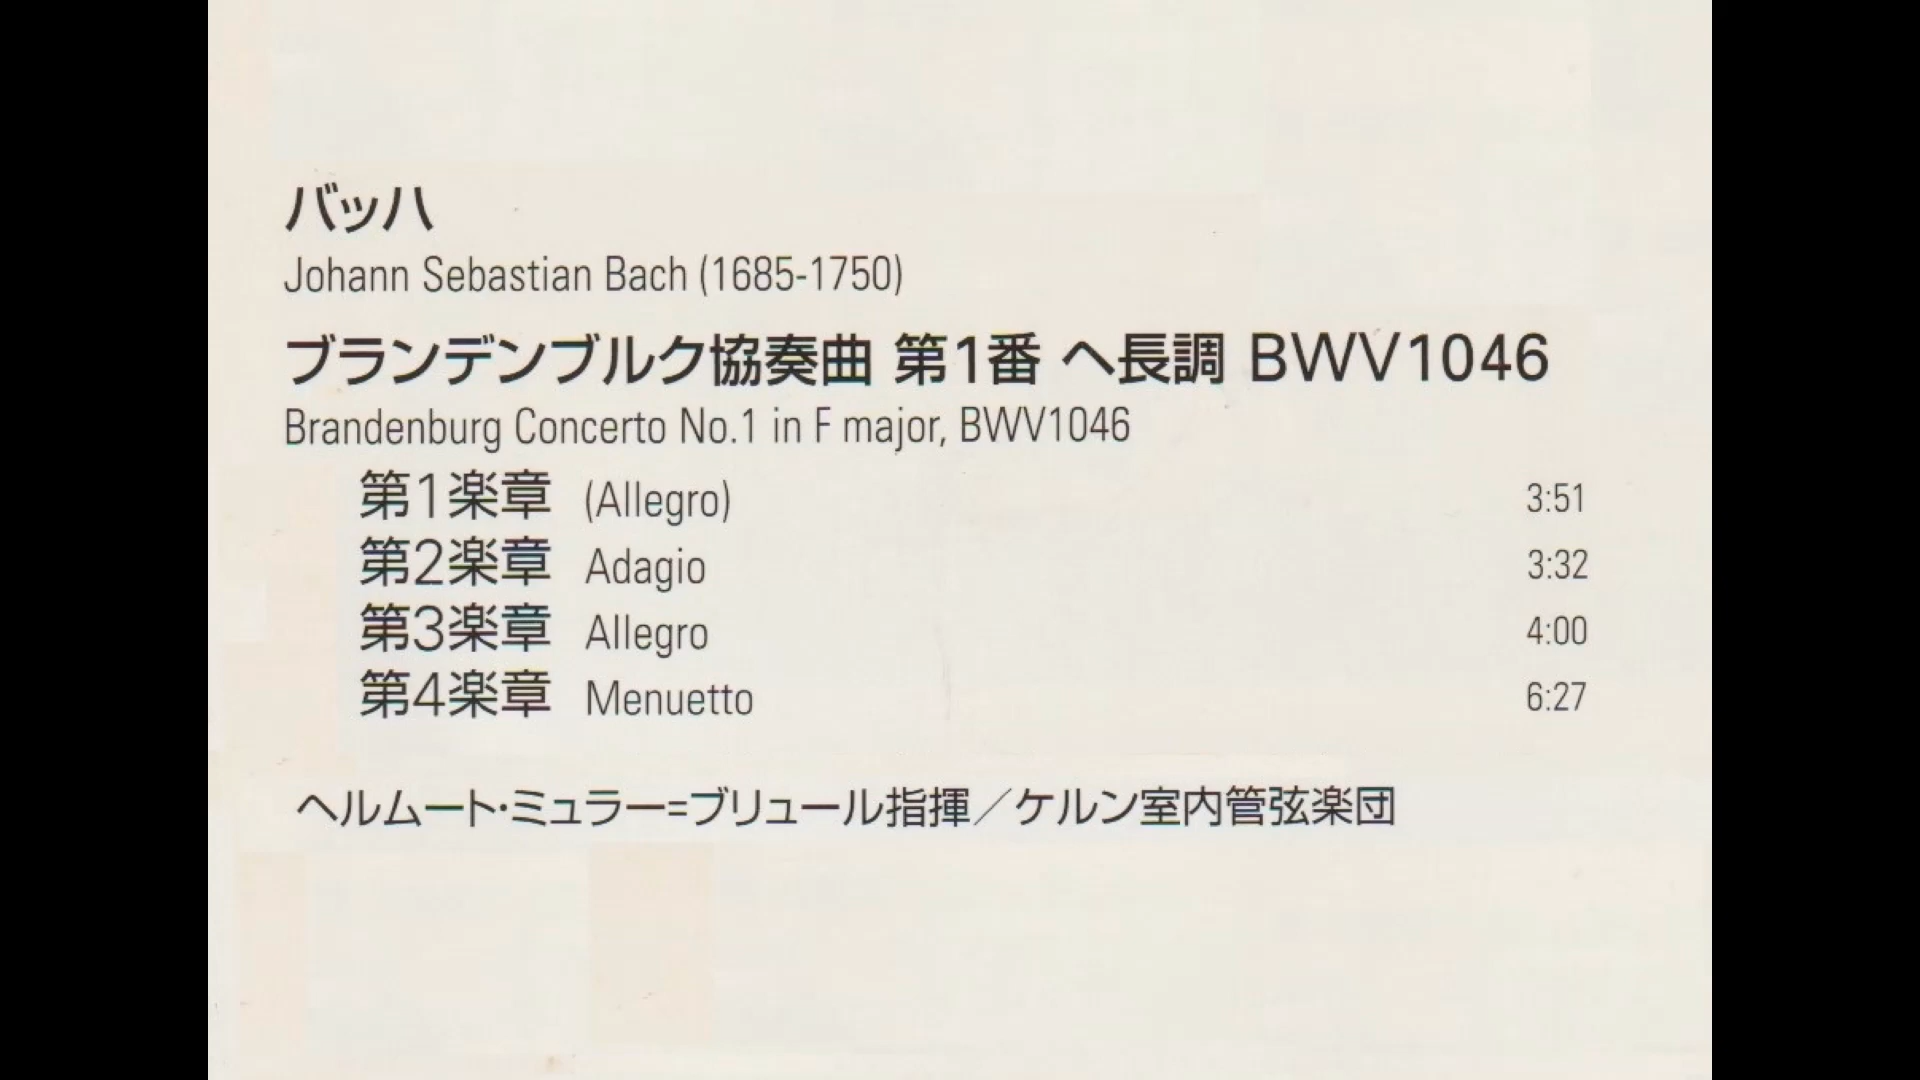 バッハ
Johann Sebastian Bach (1685-1750)
ブランデンブルク協奏曲 第1番 ヘ長調 BWV1046
Brandenburg Concerto No.1 in F major, BWV1046
第1楽章 (Allegro) 3:51
第2楽章 Adagio 3:32
第3楽章 Allegro 4:00
第4楽章 Menuetto 6:27
ヘルムート・ミュラー=ブリュール指揮／ケルン室内管弦楽団